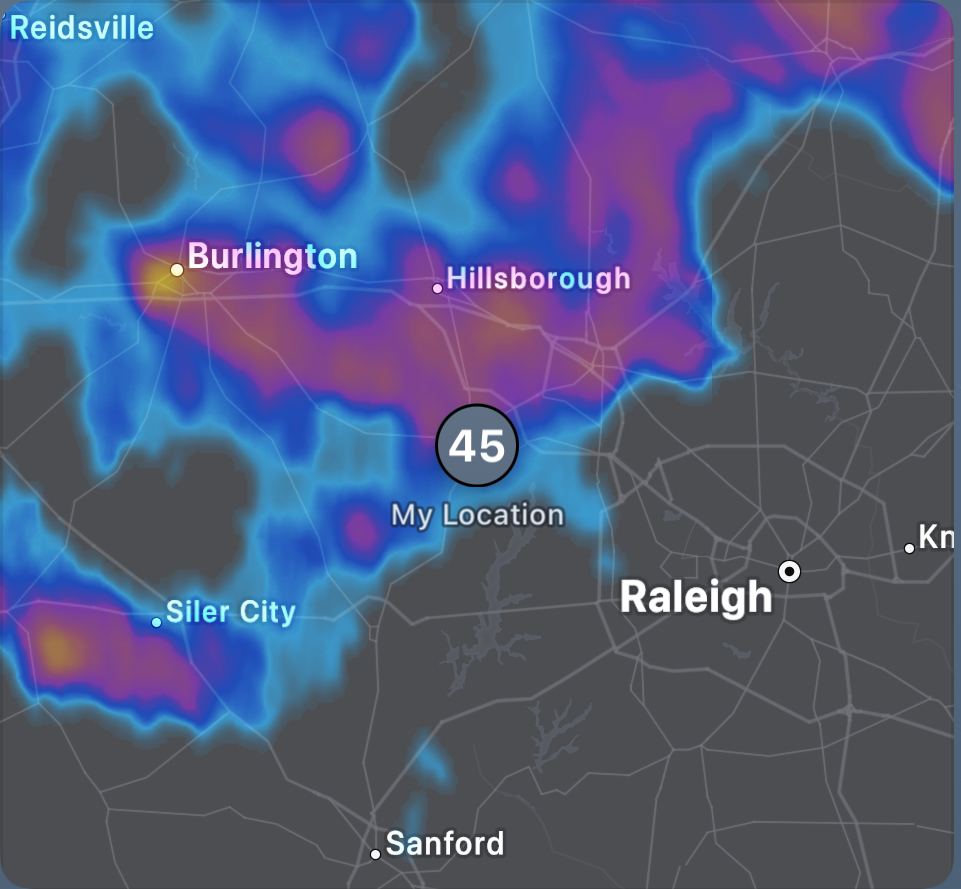 Reidsville
Burlington
Hillsborough
45
My Location
Kn
Raleigh
Siler City
Sanford